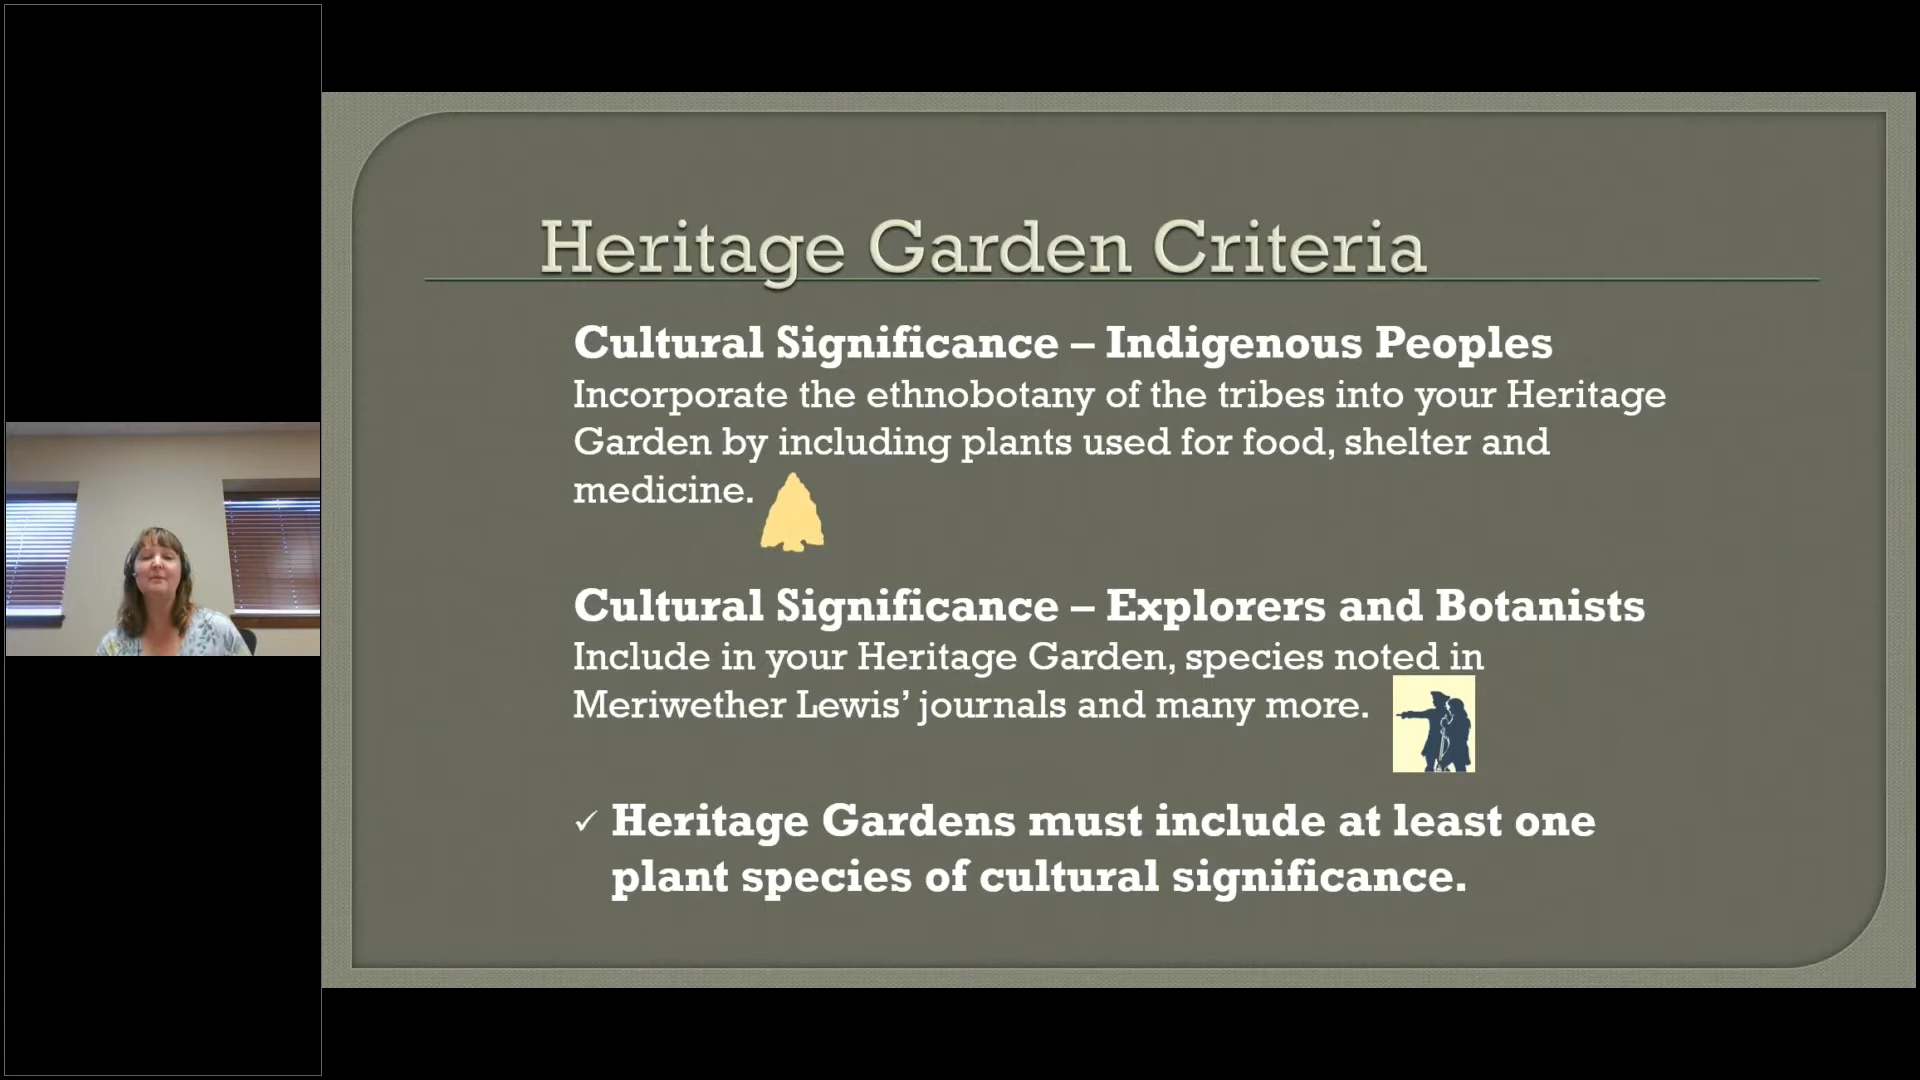 Heritage Garden Criteria
Cultural Significance – Indigenous Peoples
Incorporate the ethnobotany of the tribes into your Heritage
Garden by including plants used for food, shelter and
medicine.
Cultural Significance – Explorers and Botanists
Include in your Heritage Garden, species noted in
Meriwether Lewis’ journals and many more.
✓ Heritage Gardens must include at least one
plant species of cultural significance.